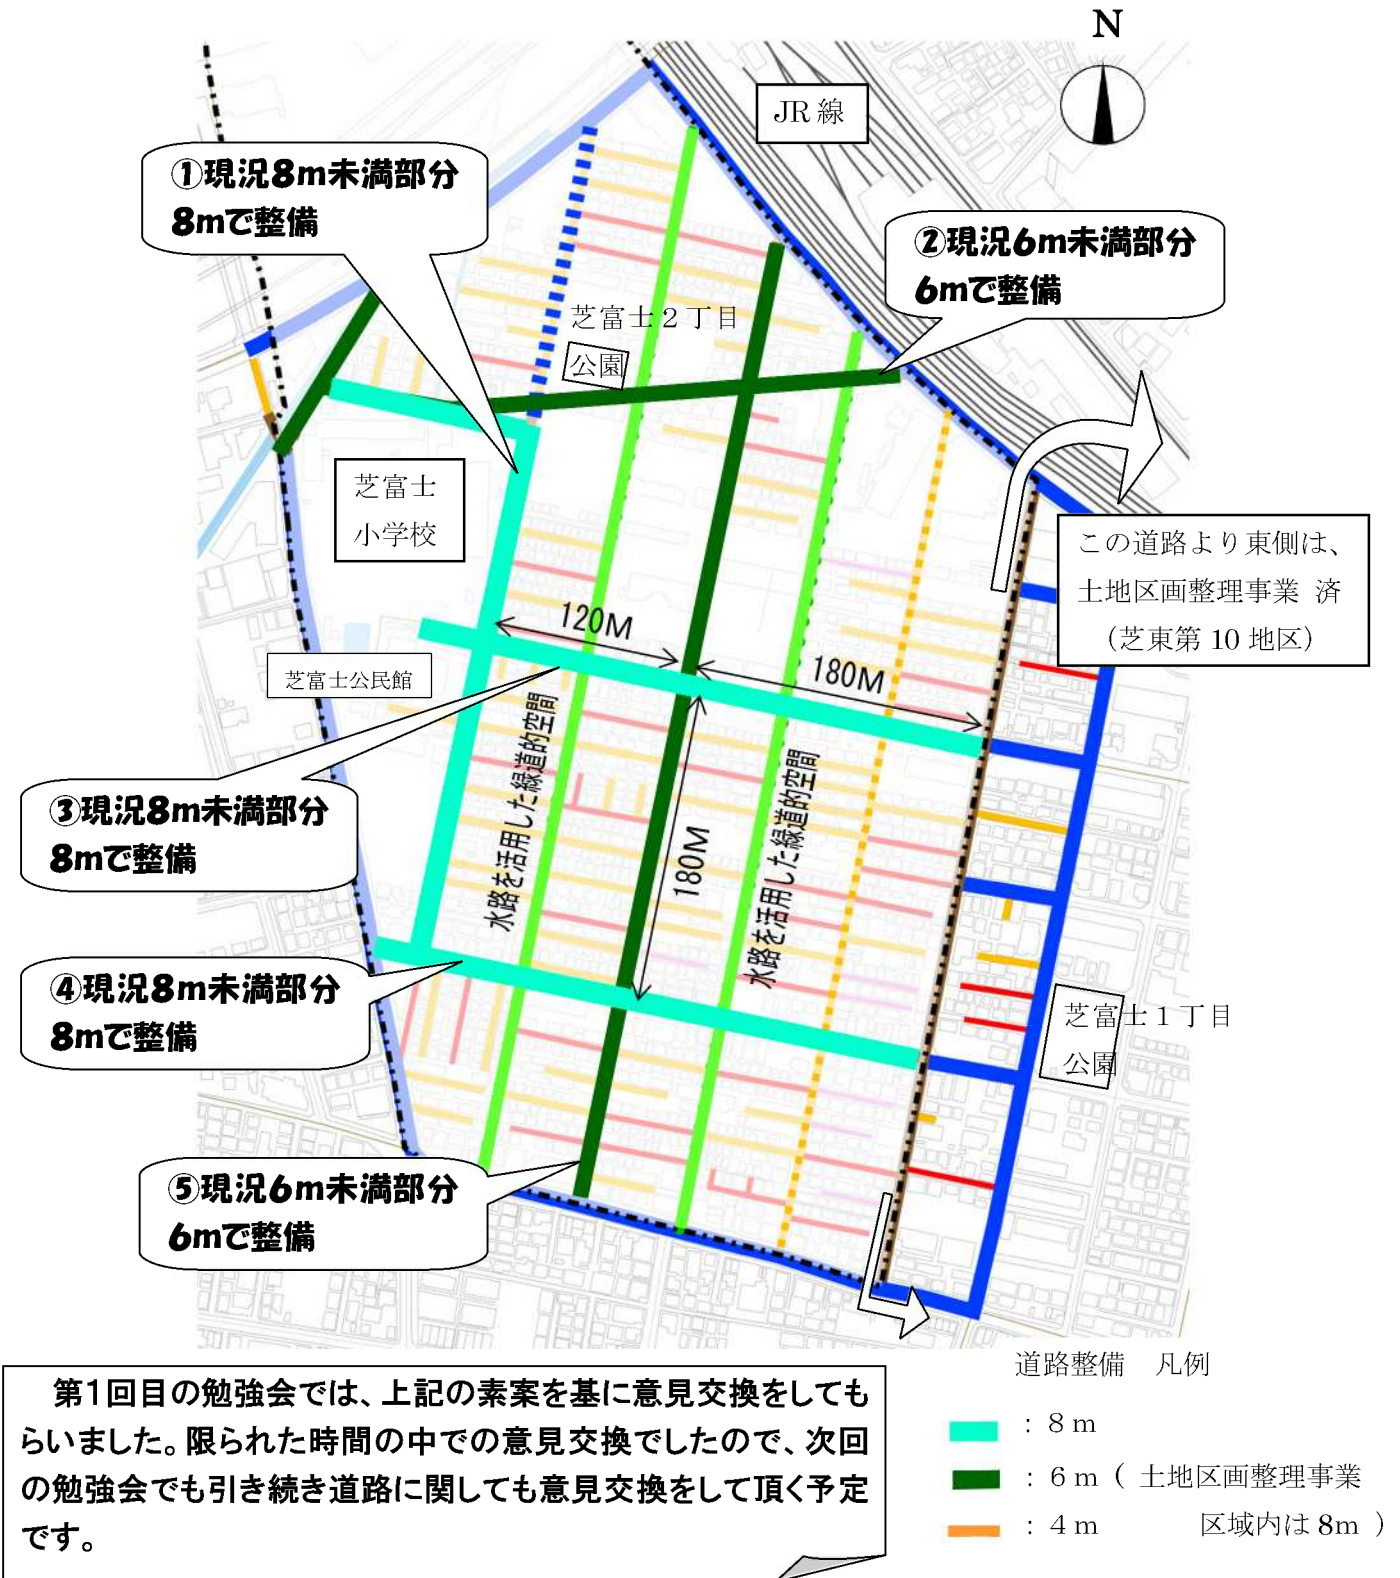 N
JR線
①現況8m未満部分
8mで整備
②現況6m未満部分
6mで整備
芝富士2丁目
公園
芝富士
小学校
この道路より東側は、
土地区画整理事業 済
（芝東第10地区）
120M
180M
芝富士公民館
水路を活用した緑道的空間
水路を活用した緑道的空間
180M
③現況8m未満部分
8mで整備
④現況8m未満部分
8mで整備
芝富士1丁目
公園
⑤現況6m未満部分
6mで整備
道路整備　凡例
：8m
：6m（土地区画整理事業
：4m　　　区域内は8m）
第1回目の勉強会では、上記の素案を基に意見交換をしても
らいました。限られた時間の中での意見交換でしたので、次回
の勉強会でも引き続き道路に関しても意見交換をして頂く予定
です。